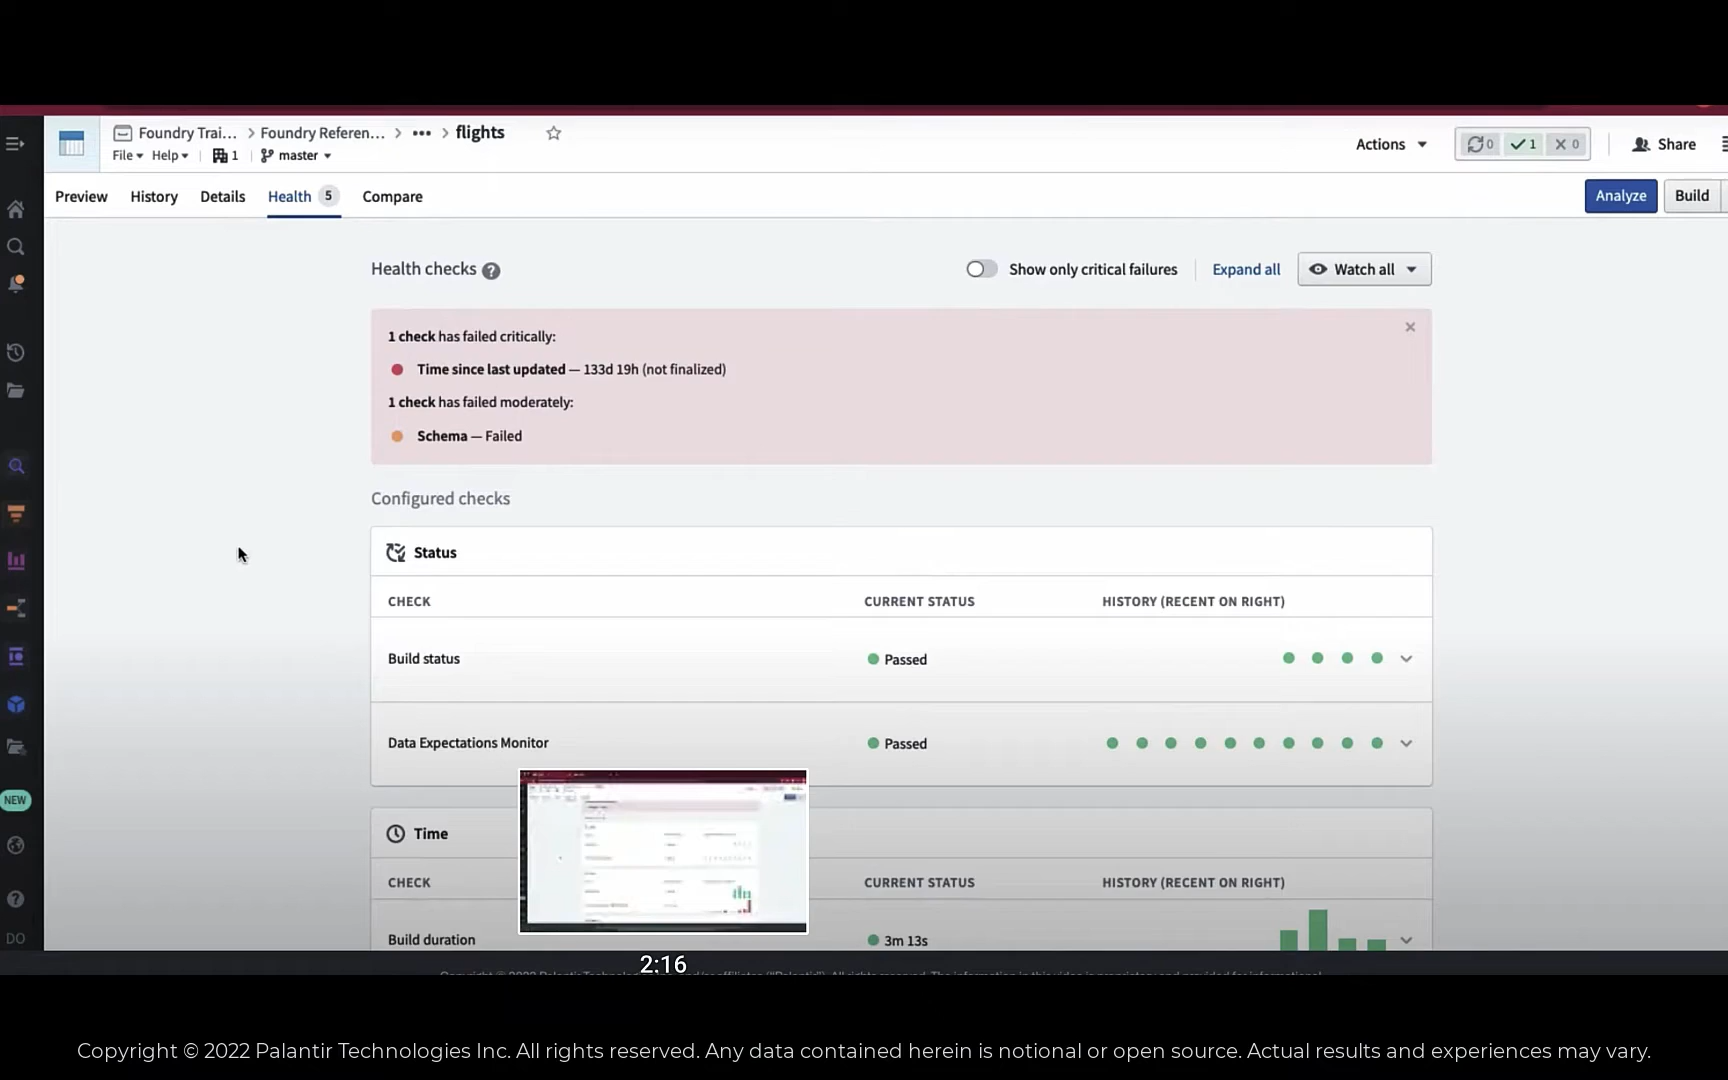 Foundry Trai... > Foundry Referen... > ••• > flights
File Help 1 master
Actions 0 1 0 Share
Preview History Details Health 5 Compare
Analyze Build
Health checks ? Show only critical failures Expand all Watch all
1 check has failed critically:
Time since last updated — 133d 19h (not finalized)
1 check has failed moderately:
Schema — Failed
Configured checks
Status
CHECK CURRENT STATUS HISTORY (RECENT ON RIGHT)
Build status Passed
Data Expectations Monitor Passed
NEW
Time
CHECK CURRENT STATUS HISTORY (RECENT ON RIGHT)
DO
Build duration 3m 13s
2:16
Copyright © 2022 Palantir Technologies Inc. All rights reserved. Any data contained herein is notional or open source. Actual results and experiences may vary.